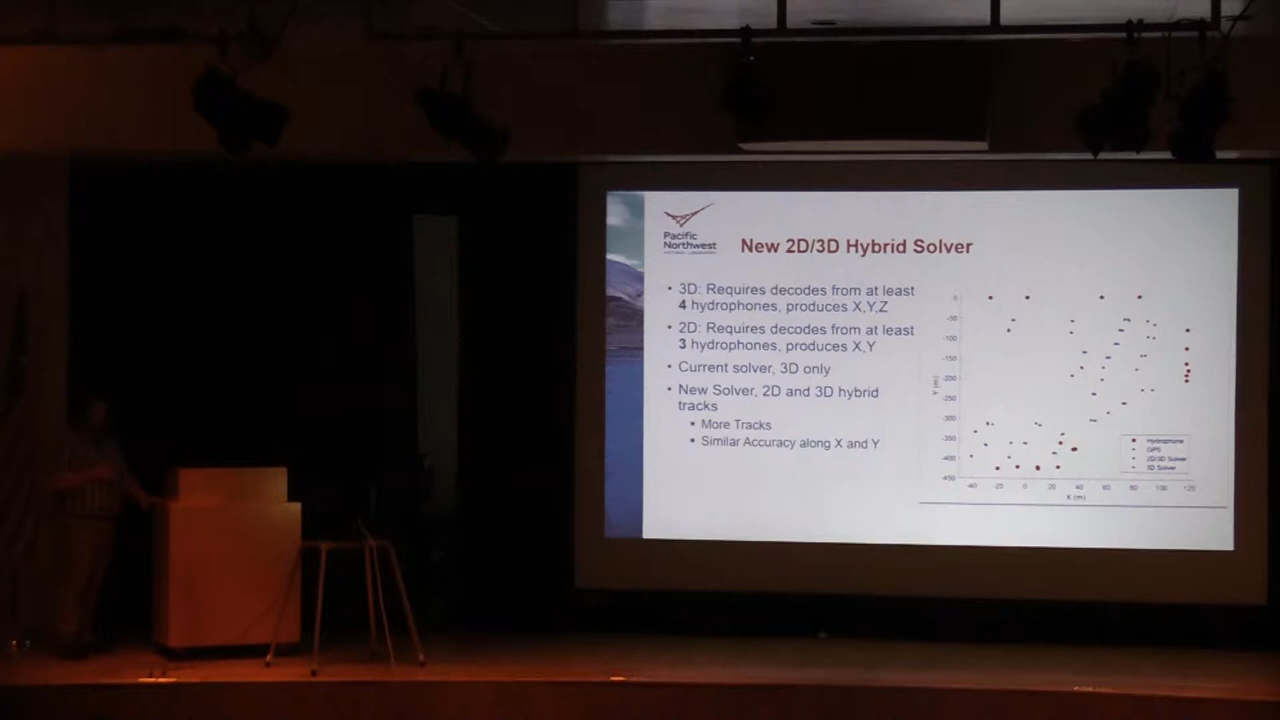 Pacific
Northwest
NATIONAL LABORATORY
New 2D/3D Hybrid Solver
• 3D: Requires decodes from at least
4 hydrophones, produces X,Y,Z
• 2D: Requires decodes from at least
3 hydrophones, produces X,Y
• Current solver, 3D only
• New Solver, 2D and 3D hybrid
tracks
▪ More Tracks
▪ Similar Accuracy along X and Y
0
-50
-100
-150
-200
-250
-300
-350
-400
-450
Y (m)
-40 -20 0 20 40 60 80 100 120
X (m)
Hydrophone
GPS
2D/3D Solver
3D Solver